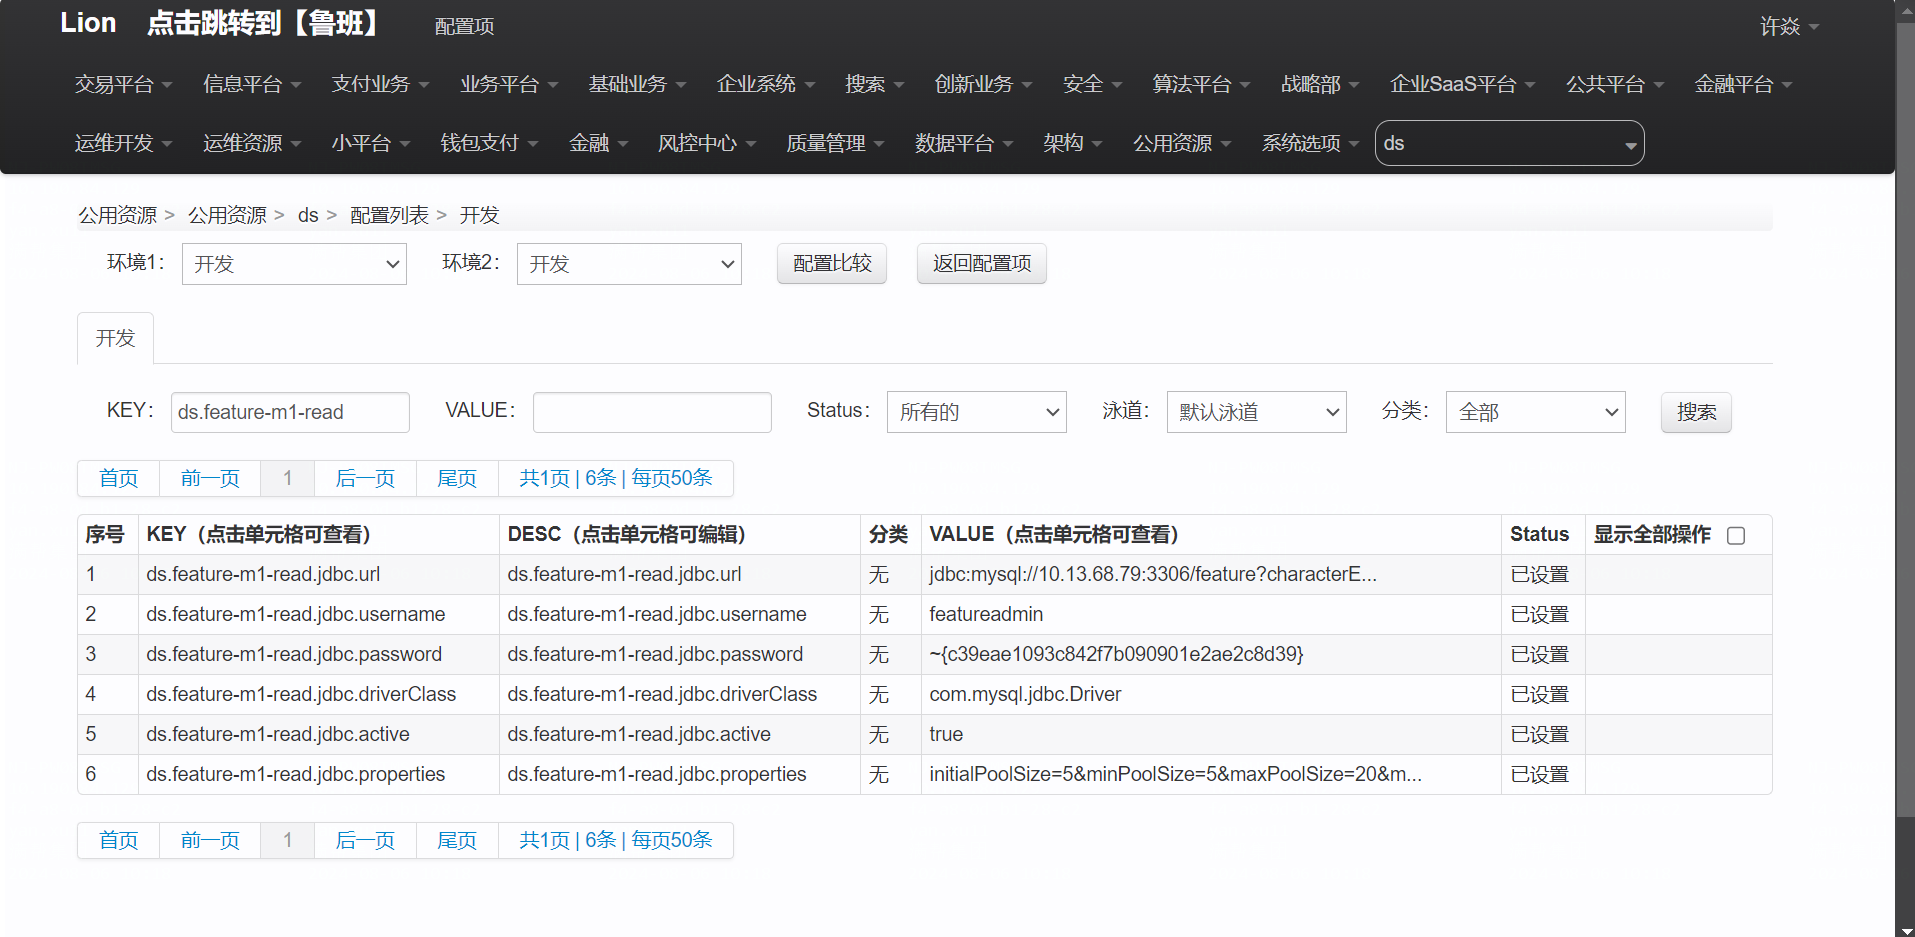 Lion 点击跳转到【鲁班】 配置项 许焱
交易平台 信息平台 支付业务 业务平台 基础业务 企业系统 搜索 创新业务 安全 算法平台 战略部 企业SaaS平台 公共平台 金融平台
运维开发 运维资源 小平台 钱包支付 金融 风控中心 质量管理 数据平台 架构 公用资源 系统选项 ds
公用资源 > 公用资源 > ds > 配置列表 > 开发
环境1： 开发 环境2： 开发 配置比较 返回配置项
开发
KEY： ds.feature-m1-read VALUE： Status： 所有的 泳道： 默认泳道 分类： 全部 搜索
首页 前一页 1 后一页 尾页 共1页 | 6条 | 每页50条
序号 KEY（点击单元格可查看） DESC（点击单元格可编辑） 分类 VALUE（点击单元格可查看） Status 显示全部操作
1 ds.feature-m1-read.jdbc.url ds.feature-m1-read.jdbc.url 无 jdbc:mysql://10.13.68.79:3306/feature?characterE... 已设置
2 ds.feature-m1-read.jdbc.username ds.feature-m1-read.jdbc.username 无 featureadmin 已设置
3 ds.feature-m1-read.jdbc.password ds.feature-m1-read.jdbc.password 无 ~{c39eae1093c842f7b090901e2ae2c8d39} 已设置
4 ds.feature-m1-read.jdbc.driverClass ds.feature-m1-read.jdbc.driverClass 无 com.mysql.jdbc.Driver 已设置
5 ds.feature-m1-read.jdbc.active ds.feature-m1-read.jdbc.active 无 true 已设置
6 ds.feature-m1-read.jdbc.properties ds.feature-m1-read.jdbc.properties 无 initialPoolSize=5&minPoolSize=5&maxPoolSize=20&m... 已设置
首页 前一页 1 后一页 尾页 共1页 | 6条 | 每页50条